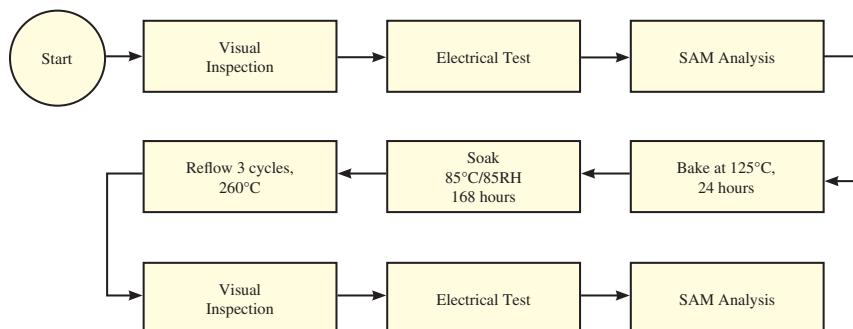 Start
Visual
Inspection
Electrical Test
SAM Analysis
Reflow 3 cycles,
260°C
Soak
85°C/85RH
168 hours
Bake at 125°C,
24 hours
Visual
Inspection
Electrical Test
SAM Analysis